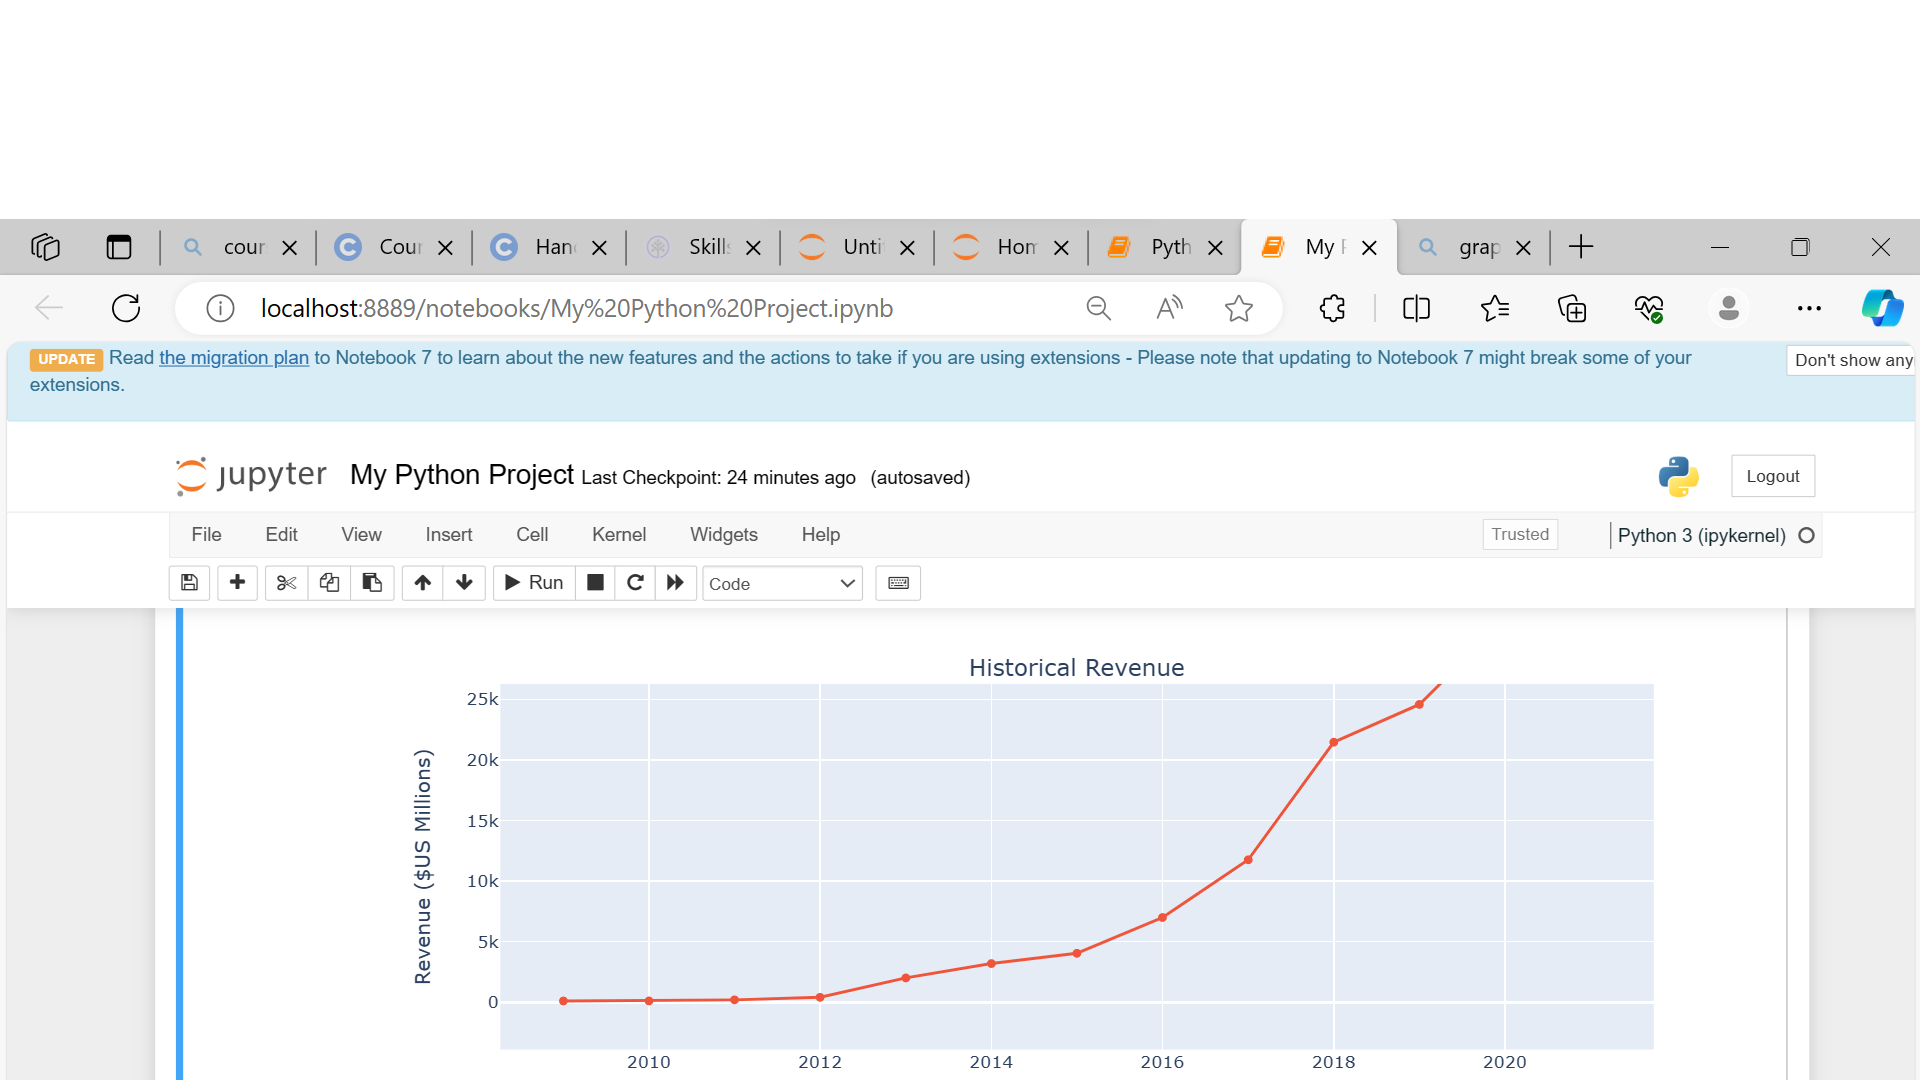 cour Cour Hand Skills Unti Hom Pyth My P grap
localhost:8889/notebooks/My%20Python%20Project.ipynb
UPDATE Read the migration plan to Notebook 7 to learn about the new features and the actions to take if you are using extensions - Please note that updating to Notebook 7 might break some of your
extensions.
Don't show any
jupyter My Python Project Last Checkpoint: 24 minutes ago (autosaved)
Logout
File Edit View Insert Cell Kernel Widgets Help
Trusted Python 3 (ipykernel)
Run Code
Historical Revenue
Revenue ($US Millions)
25k
20k
15k
10k
5k
0
2010 2012 2014 2016 2018 2020